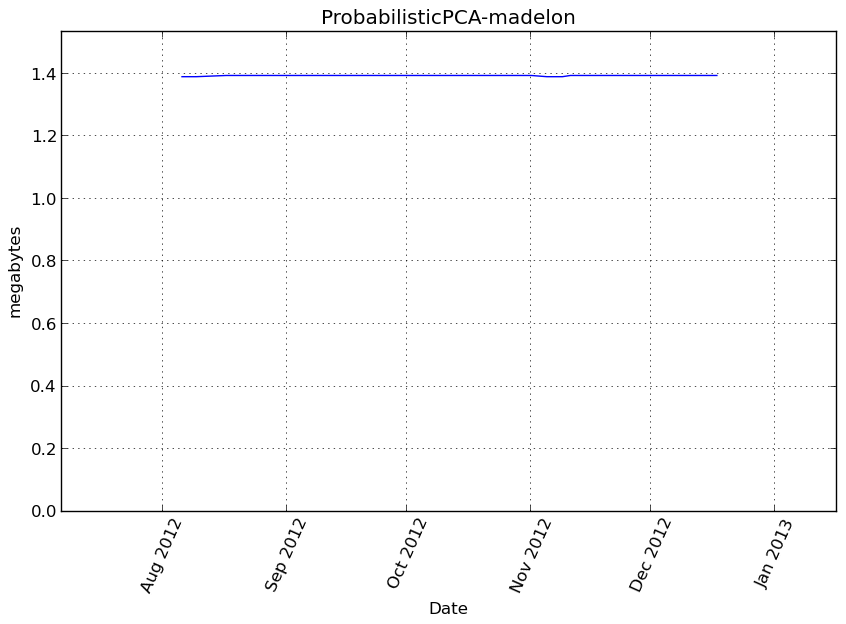 ProbabilisticPCA-madelon
1.4
1.2
1.0
0.8
0.6
0.4
0.2
0.0
megabytes
Aug 2012
Sep 2012
Oct 2012
Nov 2012
Dec 2012
Jan 2013
Date